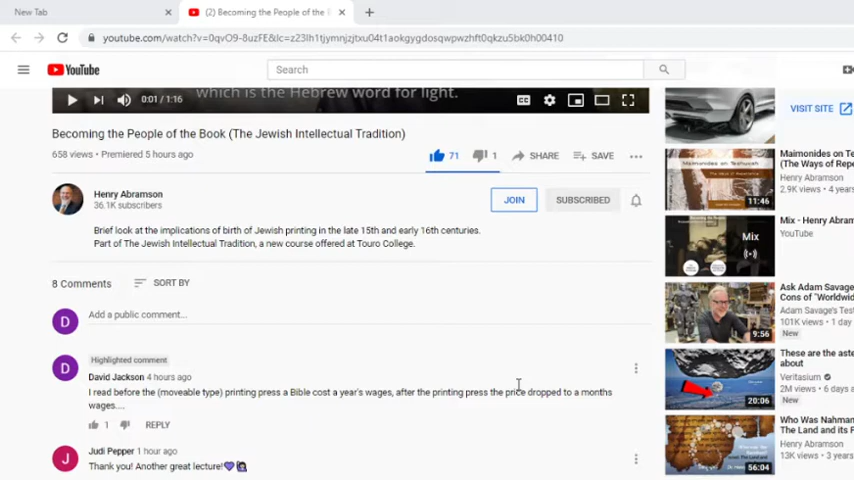 New Tab
(2) Becoming the People of the
youtube.com/watch?v=0qvO9-8uzFE&lc=z23lh1tjymnjzjtxu04t1aokgygdosqwpwzhft0qkzu5bk0h00410
YouTube
Search
which is the Hebrew word for light.
0:01 / 1:16
CC
VISIT SITE
Becoming the People of the Book (The Jewish Intellectual Tradition)
658 views • Premiered 5 hours ago
71
1
SHARE
SAVE
Henry Abramson
36.1K subscribers
JOIN
SUBSCRIBED
Brief look at the implications of birth of Jewish printing in the late 15th and early 16th centuries.
Part of The Jewish Intellectual Tradition, a new course offered at Touro College.
8 Comments
SORT BY
D
Add a public comment...
D
Highlighted comment
David Jackson 4 hours ago
I read before the (moveable type) printing press a Bible cost a year's wages, after the printing press the price dropped to a months
wages....
1
REPLY
J
Judi Pepper 1 hour ago
Thank you! Another great lecture!💜🙋🏻‍♀️
Maimonides on Te
(The Ways of Repe
Henry Abramson
2.9K views • 4 years
11:46
Mix - Henry Abram
YouTube
Mix
Ask Adam Savage
Cons of "Worldwid
Adam Savage's Test
101K views • 1 day
New
9:56
These are the aste
about
Veritasium
2M views • 6 days a
New
20:06
Who Was Nahman
The Land and its F
Henry Abramson
13K views • 3 years
56:04